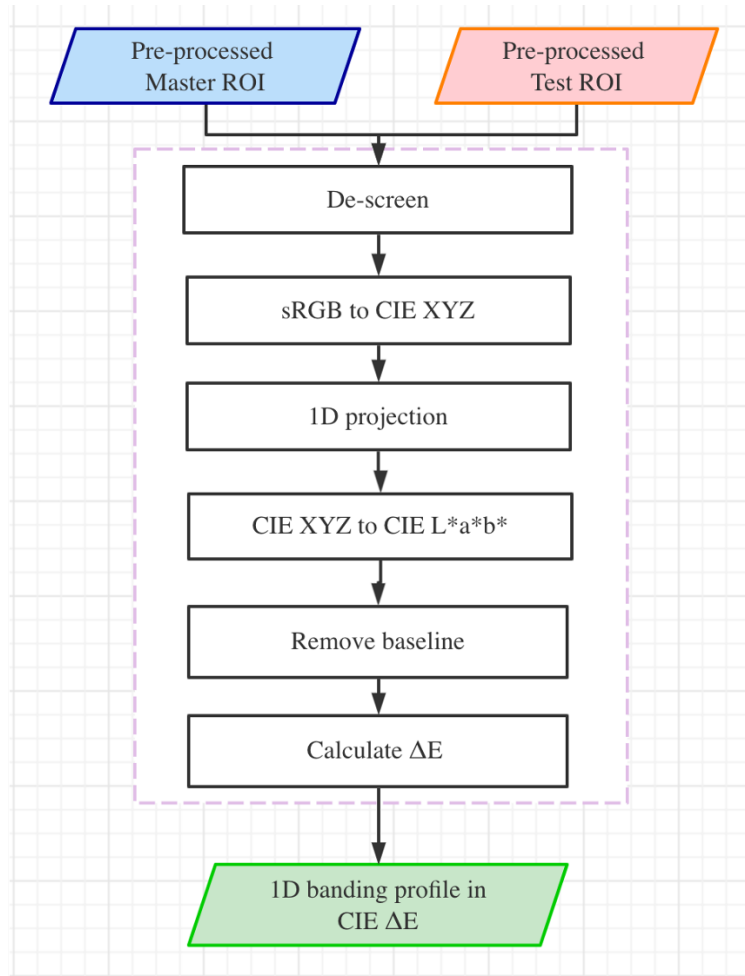 Pre-processed
Master ROI
Pre-processed
Test ROI
De-screen
sRGB to CIE XYZ
1D projection
CIE XYZ to CIE L*a*b*
Remove baseline
Calculate ΔE
1D banding profile in
CIE ΔE